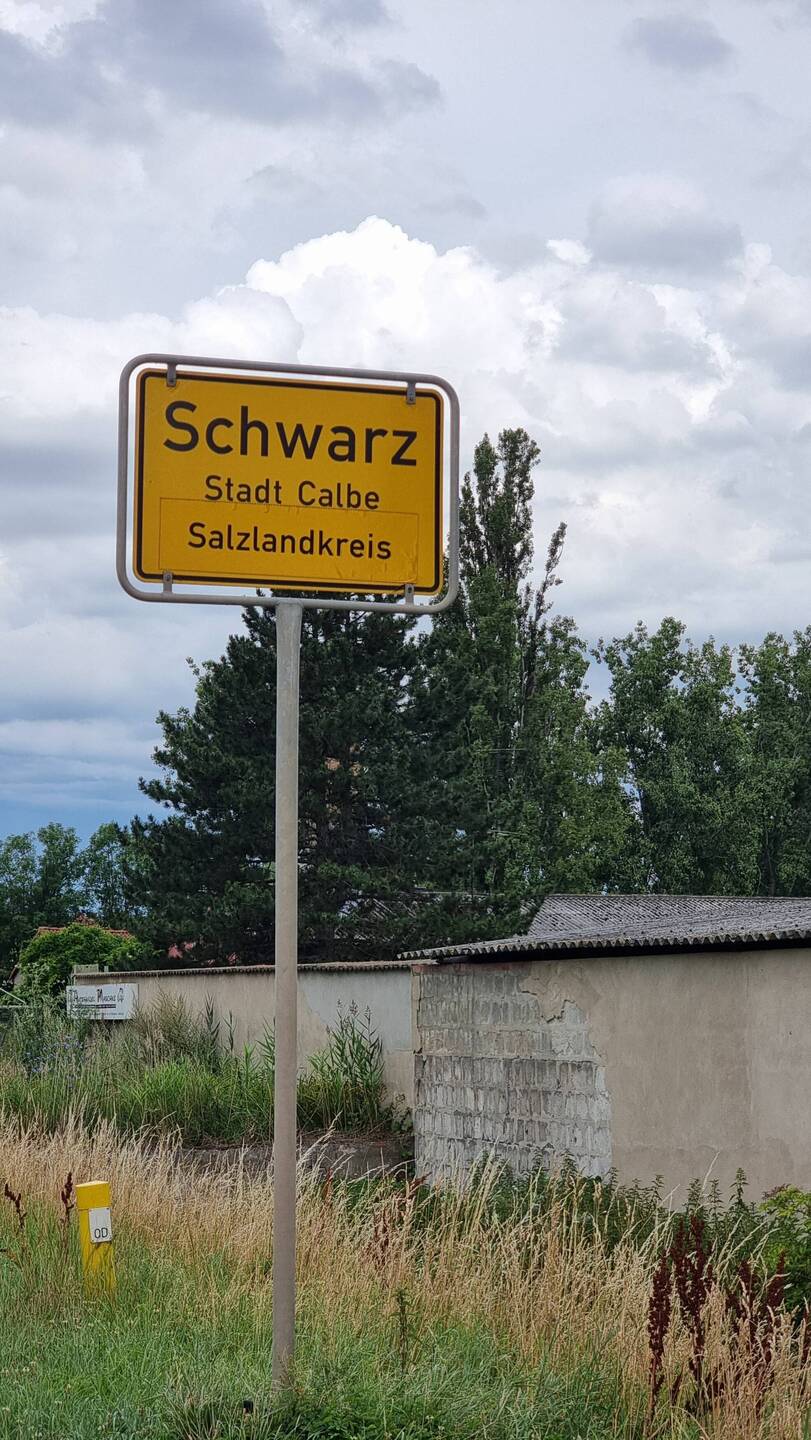 Schwarz
Stadt Calbe
Salzlandkreis
OD